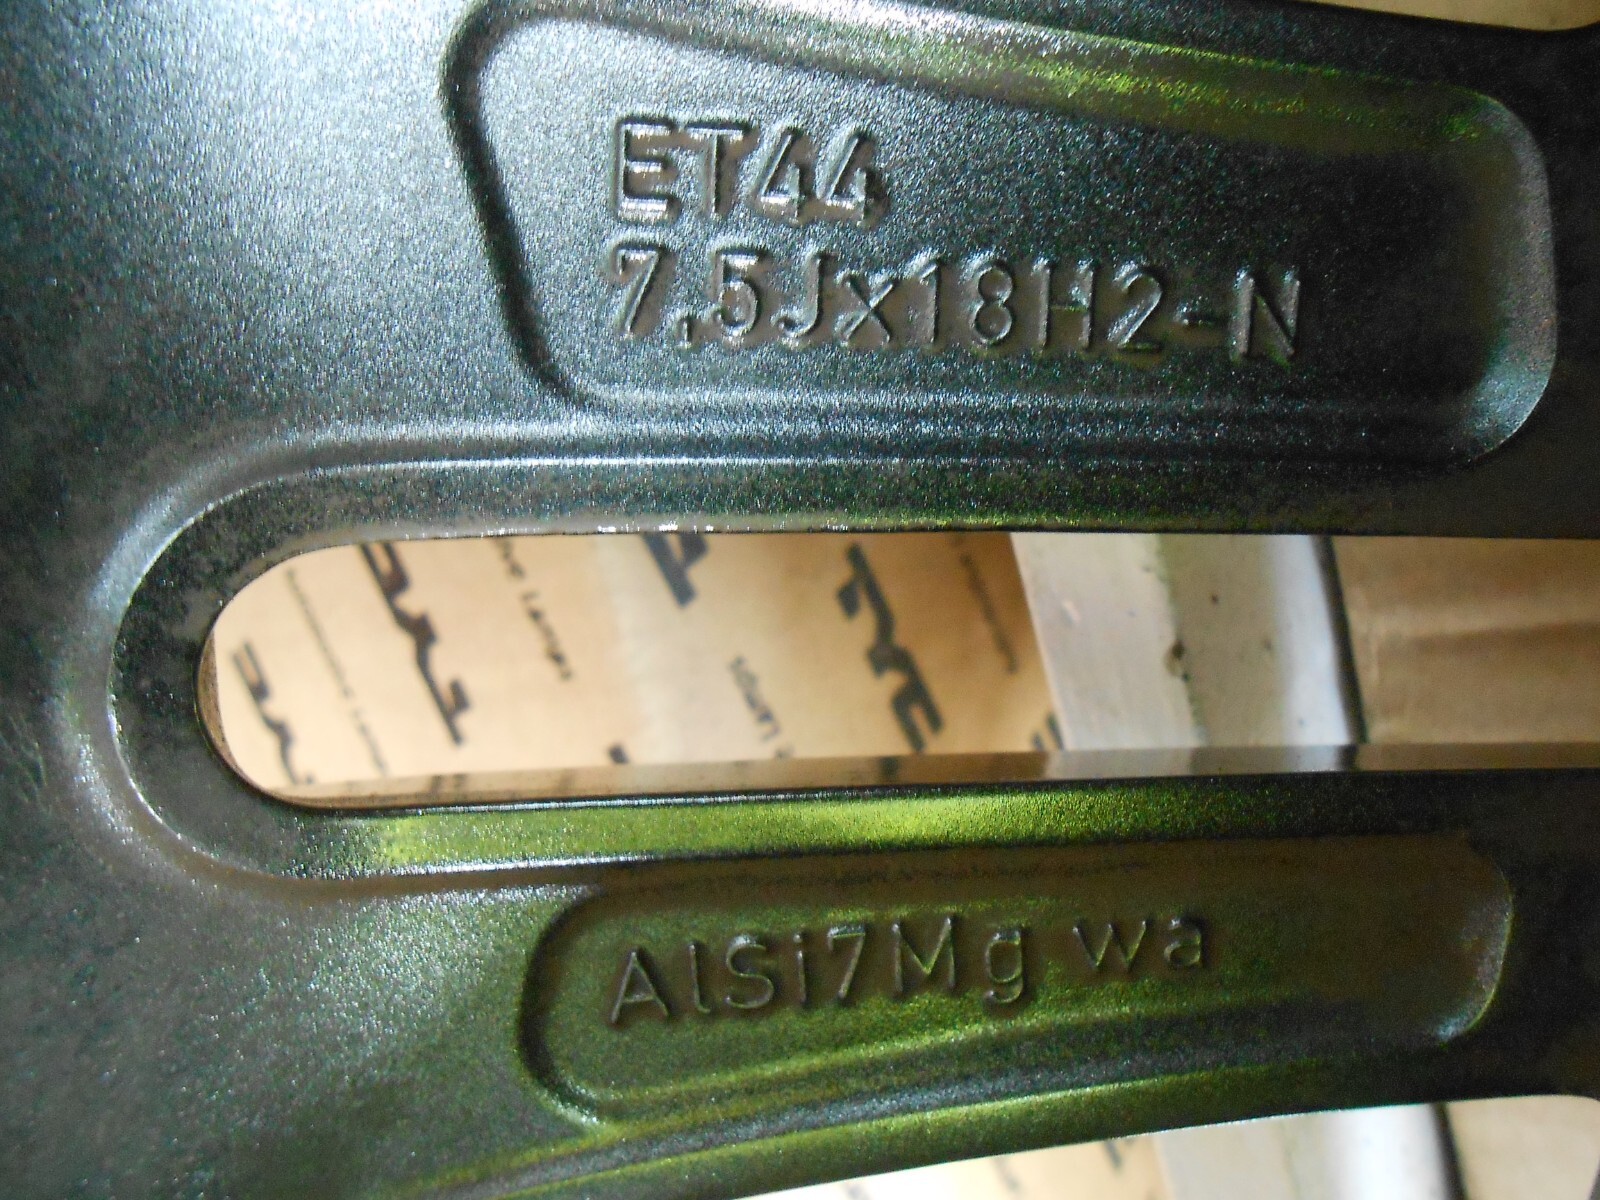 ET44
7,5Jx18H2-N
AlSi7Mg wa